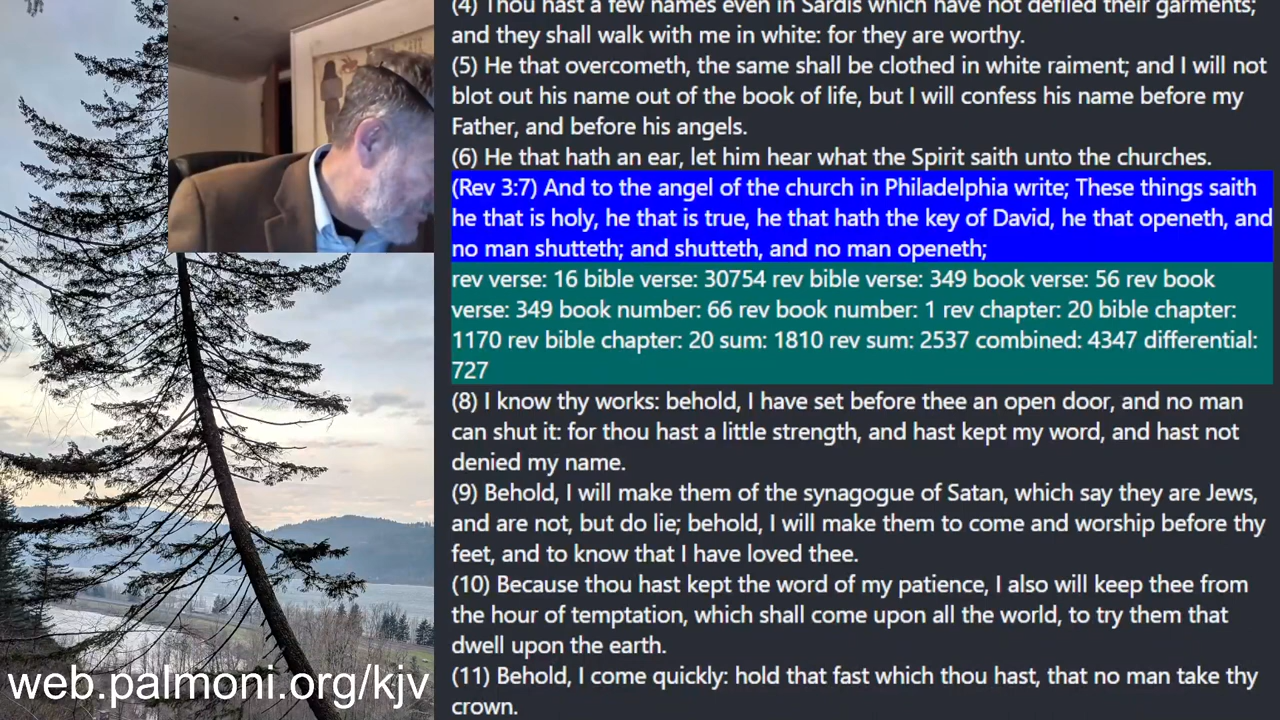 (4) Thou hast a few names even in Sardis which have not defiled their garments;
and they shall walk with me in white: for they are worthy.
(5) He that overcometh, the same shall be clothed in white raiment; and I will not
blot out his name out of the book of life, but I will confess his name before my
Father, and before his angels.
(6) He that hath an ear, let him hear what the Spirit saith unto the churches.
(Rev 3:7) And to the angel of the church in Philadelphia write; These things saith
he that is holy, he that is true, he that hath the key of David, he that openeth, and
no man shutteth; and shutteth, and no man openeth;
rev verse: 16 bible verse: 30754 rev bible verse: 349 book verse: 56 rev book
verse: 349 book number: 66 rev book number: 1 rev chapter: 20 bible chapter:
1170 rev bible chapter: 20 sum: 1810 rev sum: 2537 combined: 4347 differential:
727
(8) I know thy works: behold, I have set before thee an open door, and no man
can shut it: for thou hast a little strength, and hast kept my word, and hast not
denied my name.
(9) Behold, I will make them of the synagogue of Satan, which say they are Jews,
and are not, but do lie; behold, I will make them to come and worship before thy
feet, and to know that I have loved thee.
(10) Because thou hast kept the word of my patience, I also will keep thee from
the hour of temptation, which shall come upon all the world, to try them that
dwell upon the earth.
(11) Behold, I come quickly: hold that fast which thou hast, that no man take thy
crown.
web.palmoni.org/kjv